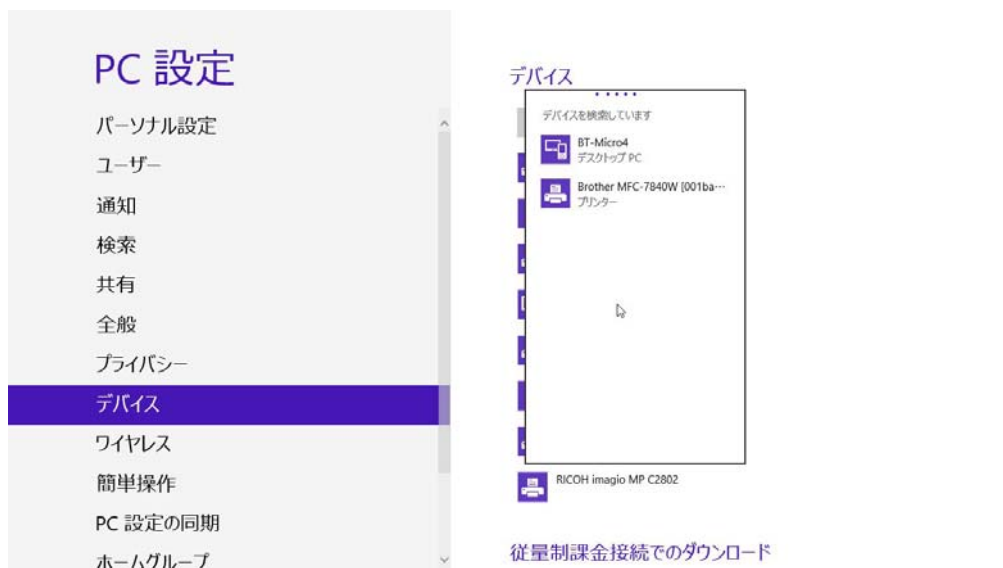 PC 設定
パーソナル設定
ユーザー
通知
検索
共有
全般
プライバシー
デバイス
ワイヤレス
簡単操作
PC 設定の同期
ホームグループ
デバイス
デバイスを検索しています
BT-Micro4
デスクトップ PC
Brother MFC-7840W [001ba…
プリンター
RICOH imagio MP C2802
従量制課金接続でのダウンロード